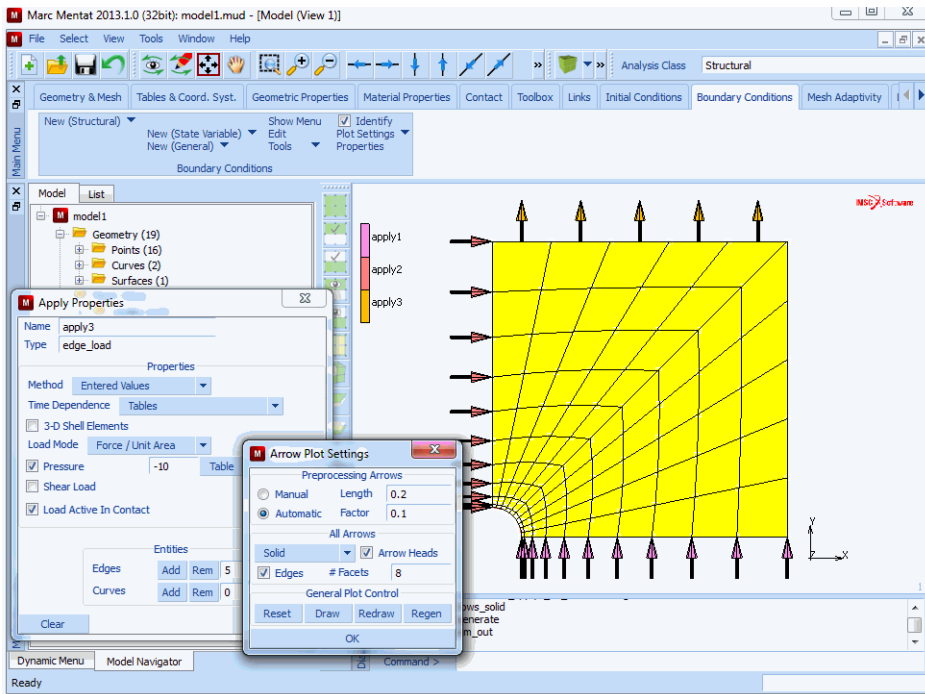 Marc Mentat 2013.1.0 (32bit): model1.mud - [Model (View 1)]
File Select View Tools Window Help
» » Analysis Class Structural
Geometry & Mesh Tables & Coord. Syst. Geometric Properties Material Properties Contact Toolbox Links Initial Conditions Boundary Conditions Mesh Adaptivity
Main Menu
New (Structural) Show Menu Identify
New (State Variable) Edit Plot Settings
New (General) Tools Properties
Boundary Conditions
Model List
model1
Geometry (19)
Points (16)
Curves (2)
Surfaces (1)
apply1
apply2
apply3
MSC Software
Apply Properties
Name apply3
Type edge_load
Properties
Method Entered Values
Time Dependence Tables
3-D Shell Elements
Load Mode Force / Unit Area
Pressure -10 Table
Shear Load
Load Active In Contact
Entities
Edges Add Rem 5
Curves Add Rem 0
Clear
Arrow Plot Settings
Preprocessing Arrows
Manual Length 0.2
Automatic Factor 0.1
All Arrows
Solid Arrow Heads
Edges # Facets 8
General Plot Control
Reset Draw Redraw Regen
OK
Y
Z X
1
ows_solid
enerate
m_out
Command >
Dynamic Menu Model Navigator
Ready